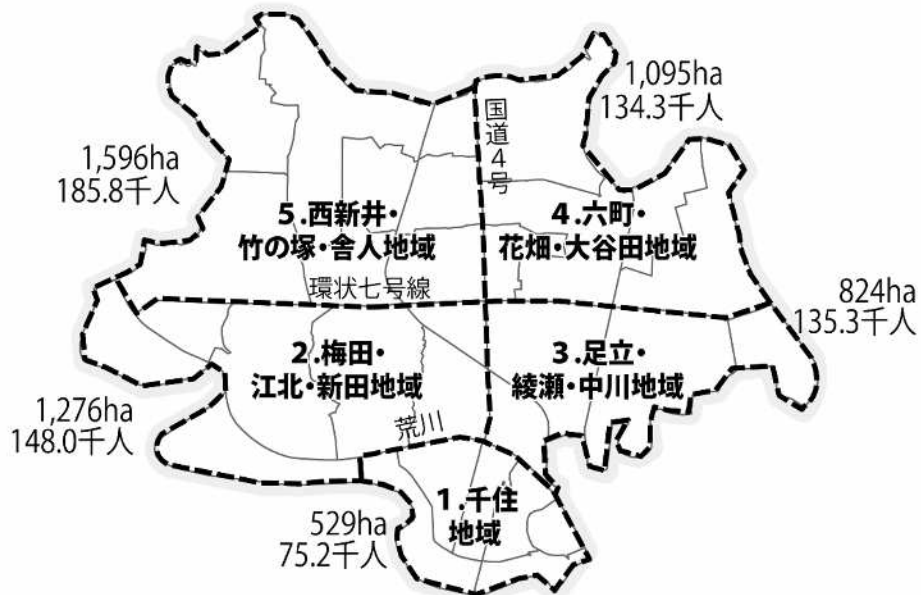 1,095ha
134.3千人
国道4号
1,596ha
185.8千人
5.西新井・
竹の塚・舎人地域
4.六町・
花畑・大谷田地域
環状七号線
824ha
135.3千人
2.梅田・
江北・新田地域
3.足立・
綾瀬・中川地域
1,276ha
148.0千人
荒川
1.千住
地域
529ha
75.2千人